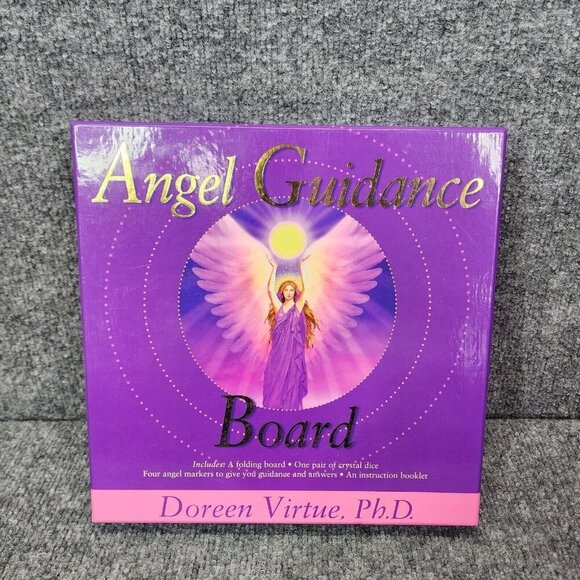 Angel Guidance
Board
Includes: A folding board • One pair of crystal dice
Four angel markers to give you guidance and answers • An instruction booklet
Doreen Virtue, Ph.D.